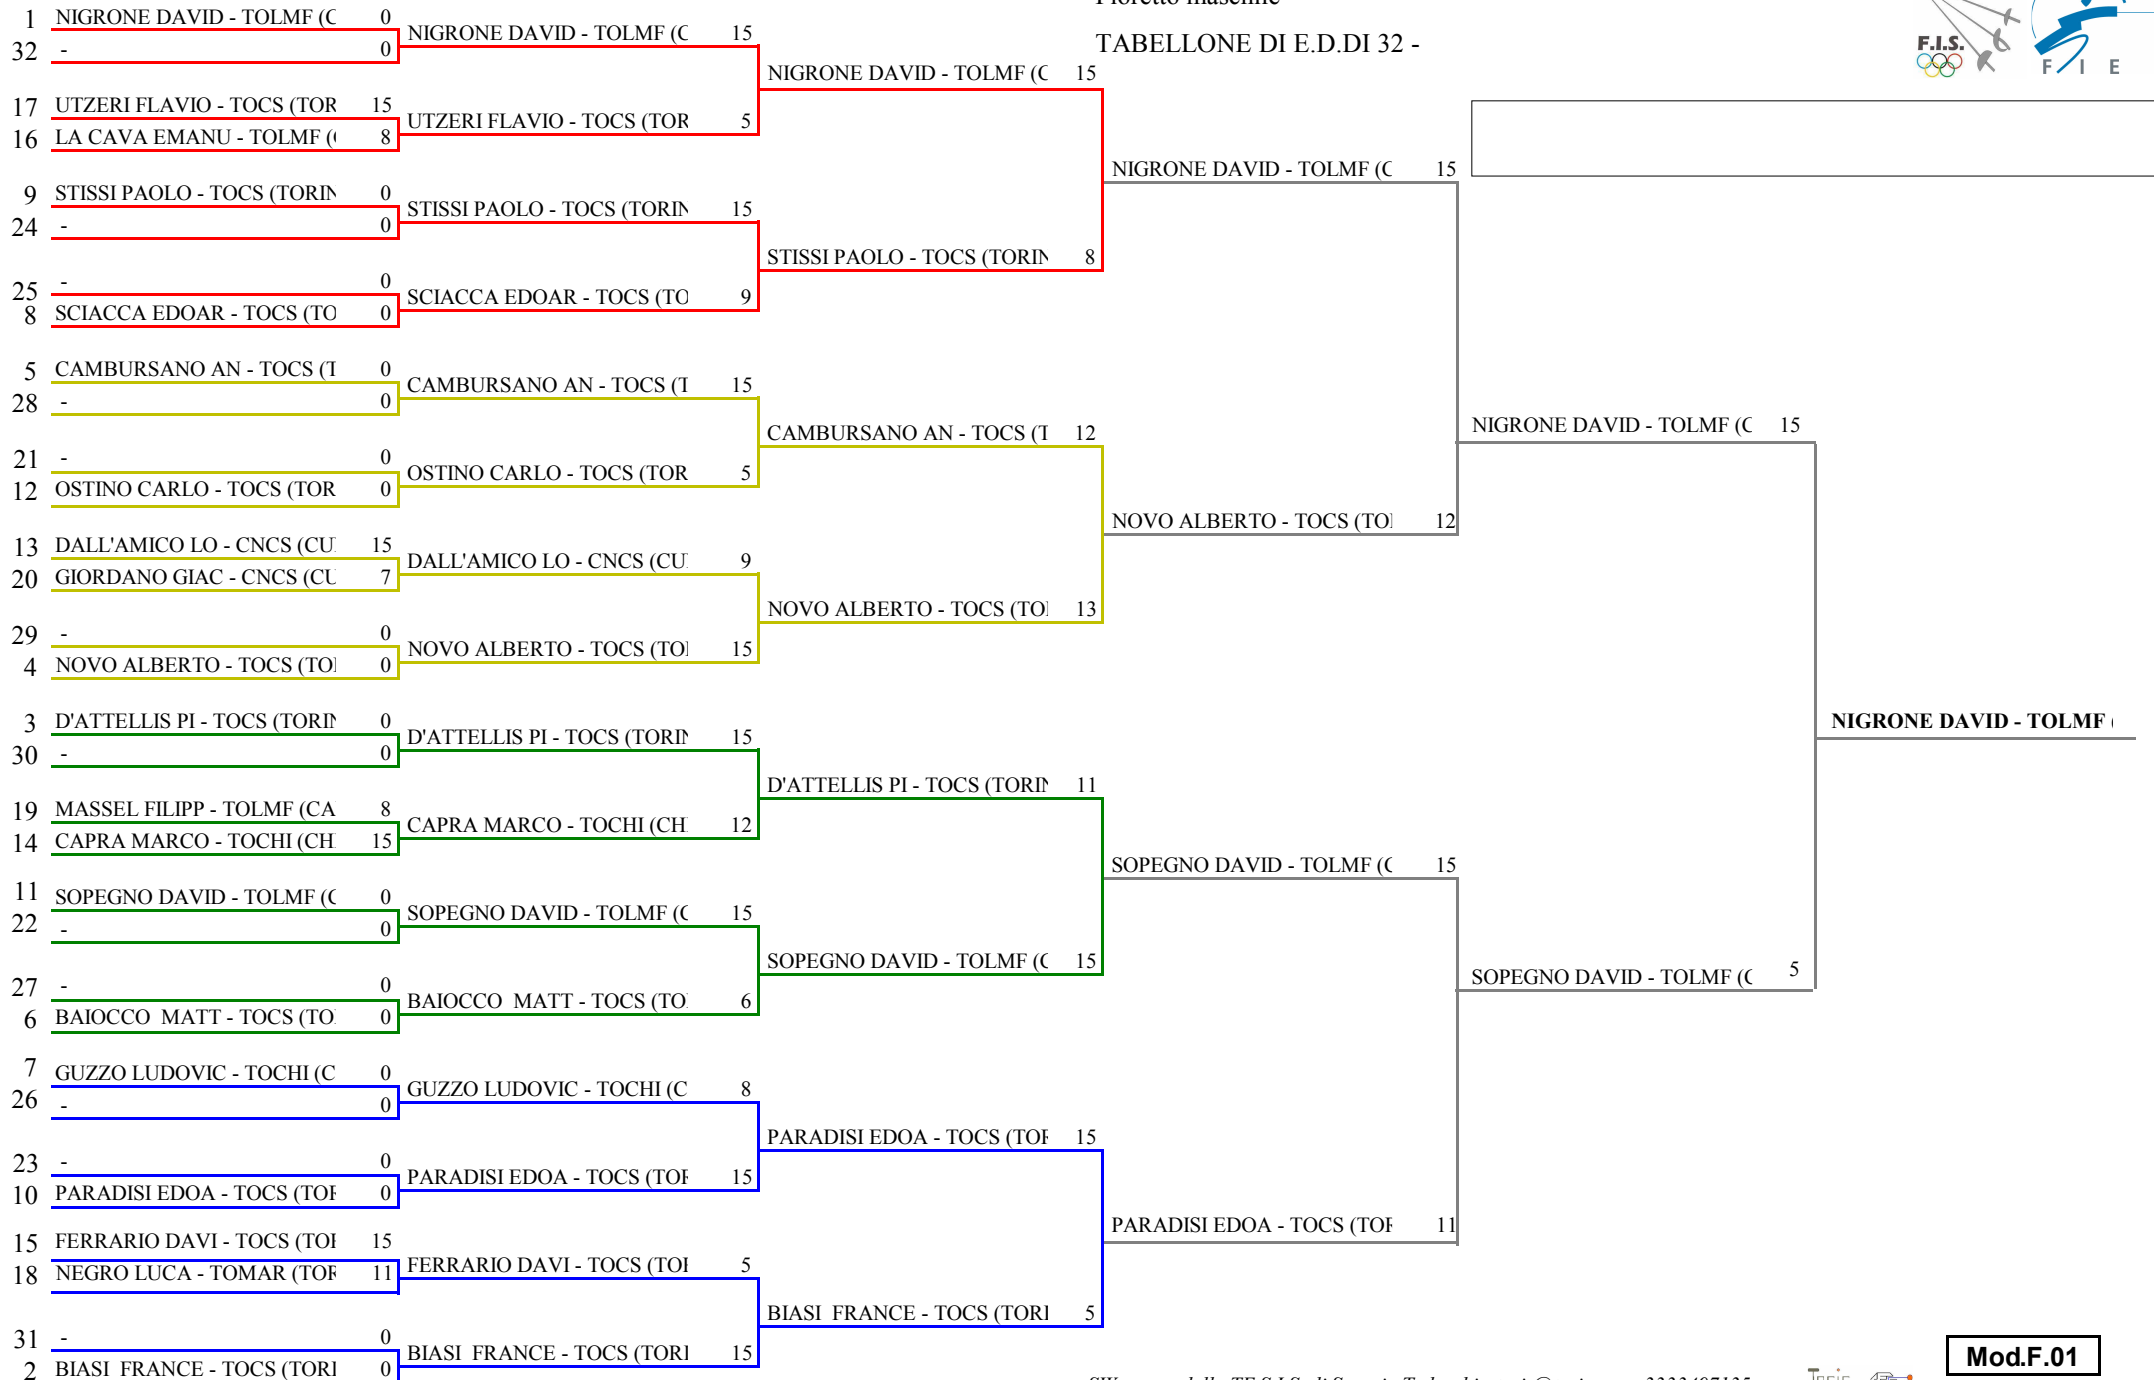 Fioretto maschile
TABELLONE DI E.D.DI 32 -
F.I.S.
F I E
1 NIGRONE DAVID - TOLMF (C 0
32 - 0
17 UTZERI FLAVIO - TOCS (TOR 15
16 LA CAVA EMANU - TOLMF ( 8
9 STISSI PAOLO - TOCS (TORIN 0
24 - 0
25 - 0
8 SCIACCA EDOAR - TOCS (TO 0
5 CAMBURSANO AN - TOCS (T 0
28 - 0
21 - 0
12 OSTINO CARLO - TOCS (TOR 0
13 DALL'AMICO LO - CNCS (CU 15
20 GIORDANO GIAC - CNCS (CU 7
29 - 0
4 NOVO ALBERTO - TOCS (TO 0
3 D'ATTELLIS PI - TOCS (TORIN 0
30 - 0
19 MASSEL FILIPP - TOLMF (CA 8
14 CAPRA MARCO - TOCHI (CH 15
11 SOPEGNO DAVID - TOLMF (C 0
22 - 0
27 - 0
6 BAIOCCO MATT - TOCS (TO 0
7 GUZZO LUDOVIC - TOCHI (C 0
26 - 0
23 - 0
10 PARADISI EDOA - TOCS (TOR 0
15 FERRARIO DAVI - TOCS (TO 15
18 NEGRO LUCA - TOMAR (TOR 11
31 - 0
2 BIASI FRANCE - TOCS (TORI 0
NIGRONE DAVID - TOLMF (C 15
UTZERI FLAVIO - TOCS (TOR 5
STISSI PAOLO - TOCS (TORIN 15
SCIACCA EDOAR - TOCS (TO 9
CAMBURSANO AN - TOCS (T 15
OSTINO CARLO - TOCS (TOR 5
DALL'AMICO LO - CNCS (CU 9
NOVO ALBERTO - TOCS (TO 15
D'ATTELLIS PI - TOCS (TORIN 15
CAPRA MARCO - TOCHI (CH 12
SOPEGNO DAVID - TOLMF (C 15
BAIOCCO MATT - TOCS (TO 6
GUZZO LUDOVIC - TOCHI (C 8
PARADISI EDOA - TOCS (TOR 15
FERRARIO DAVI - TOCS (TO 5
BIASI FRANCE - TOCS (TORI 15
NIGRONE DAVID - TOLMF (C 15
STISSI PAOLO - TOCS (TORIN 8
CAMBURSANO AN - TOCS (T 12
NOVO ALBERTO - TOCS (TO 13
D'ATTELLIS PI - TOCS (TORIN 11
SOPEGNO DAVID - TOLMF (C 15
PARADISI EDOA - TOCS (TOR 15
BIASI FRANCE - TOCS (TORI 5
NIGRONE DAVID - TOLMF (C 15
NOVO ALBERTO - TOCS (TO 12
SOPEGNO DAVID - TOLMF (C 15
PARADISI EDOA - TOCS (TOR 11
NIGRONE DAVID - TOLMF (C 15
SOPEGNO DAVID - TOLMF (C 5
NIGRONE DAVID - TOLMF
Mod.F.01